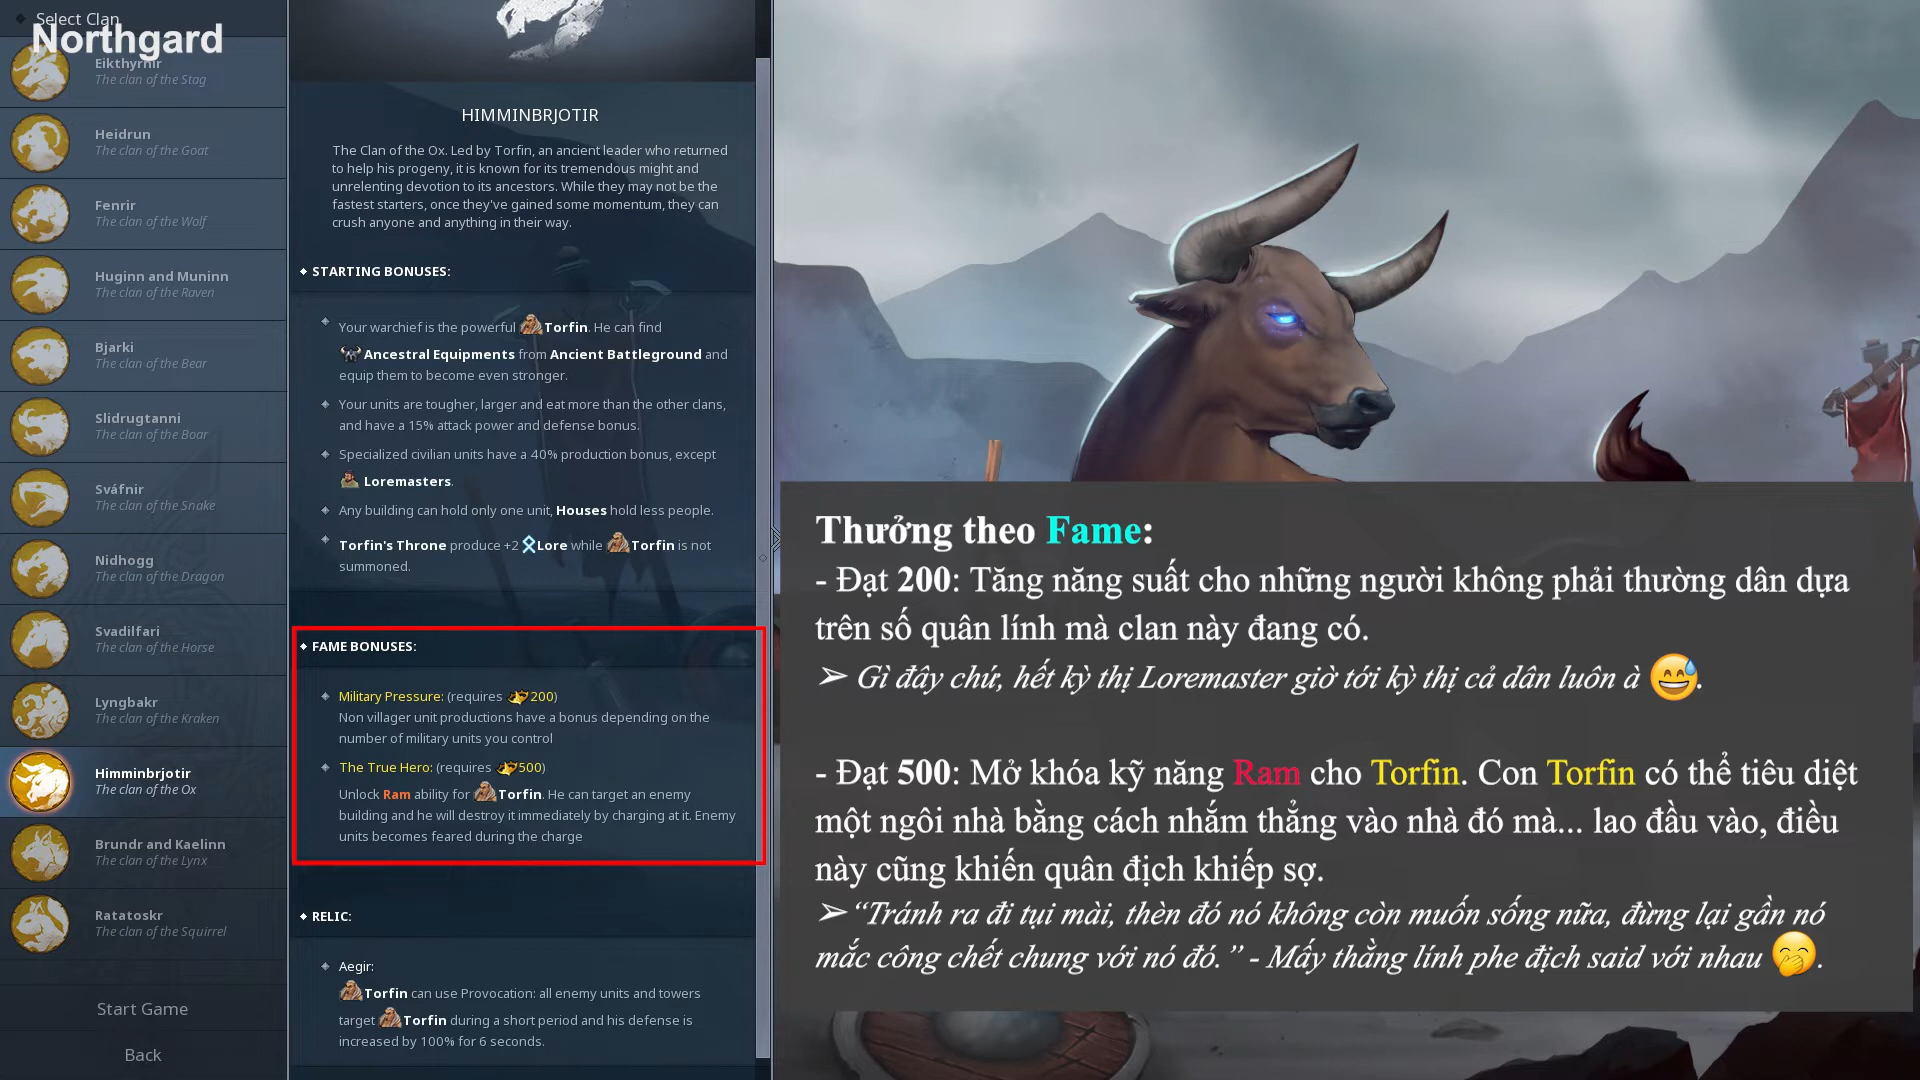 Select Clan
Northgard
Eikthyrnir
The clan of the Stag
Heidrun
The clan of the Goat
Fenrir
The clan of the Wolf
Huginn and Muninn
The clan of the Raven
Bjarki
The clan of the Bear
Slidrugtanni
The clan of the Boar
Sváfnir
The clan of the Snake
Nidhogg
The clan of the Dragon
Svadilfari
The clan of the Horse
Lyngbakr
The clan of the Kraken
Himminbrjotir
The clan of the Ox
Brundr and Kaelinn
The clan of the Lynx
Ratatoskr
The clan of the Squirrel
Start Game
Back
HIMMINBRJOTIR
The Clan of the Ox. Led by Torfin, an ancient leader who returned
to help his progeny, it is known for its tremendous might and
unrelenting devotion to its ancestors. While they may not be the
fastest starters, once they've gained some momentum, they can
crush anyone and anything in their way.
STARTING BONUSES:
Your warchief is the powerful Torfin. He can find
Ancestral Equipments from Ancient Battleground and
equip them to become even stronger.
Your units are tougher, larger and eat more than the other clans,
and have a 15% attack power and defense bonus.
Specialized civilian units have a 40% production bonus, except
Loremasters.
Any building can hold only one unit, Houses hold less people.
Torfin's Throne produce +2 Lore while Torfin is not
summoned.
FAME BONUSES:
Military Pressure: (requires 200)
Non villager unit productions have a bonus depending on the
number of military units you control
The True Hero: (requires 500)
Unlock Ram ability for Torfin. He can target an enemy
building and he will destroy it immediately by charging at it. Enemy
units becomes feared during the charge
RELIC:
Aegir:
Torfin can use Provocation: all enemy units and towers
target Torfin during a short period and his defense is
increased by 100% for 6 seconds.
Thưởng theo Fame:
- Đạt 200: Tăng năng suất cho những người không phải thường dân dựa
trên số quân lính mà clan này đang có.
➢ Gì đây chứ, hết kỳ thị Loremaster giờ tới kỳ thị cả dân luôn à 😅.
- Đạt 500: Mở khóa kỹ năng Ram cho Torfin. Con Torfin có thể tiêu diệt
một ngôi nhà bằng cách nhắm thẳng vào nhà đó mà... lao đầu vào, điều
này cũng khiến quân địch khiếp sợ.
➢ “Tránh ra đi tụi mài, thèn đó nó không còn muốn sống nữa, đừng lại gần nó
mắc công chết chung với nó đó.” - Mấy thằng lính phe địch said với nhau 🤭.